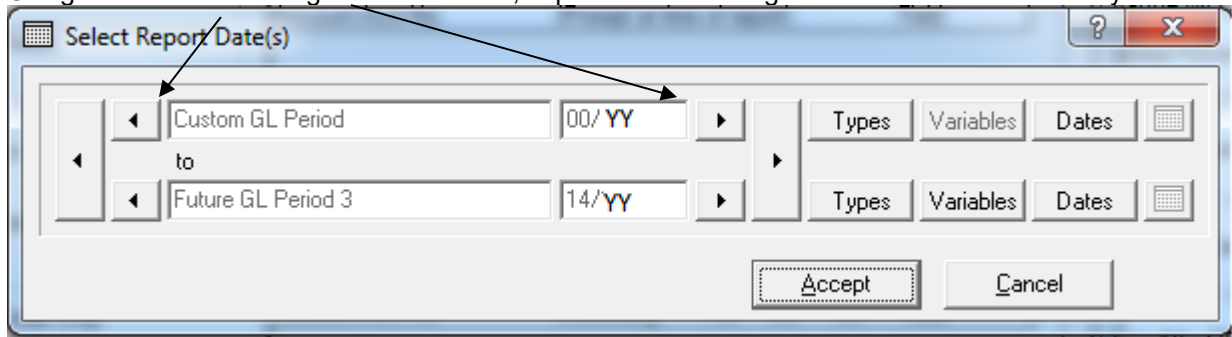 Select Report Date(s)
Custom GL Period 00/ YY Types Variables Dates
to
Future GL Period 3 14/YY Types Variables Dates
Accept Cancel